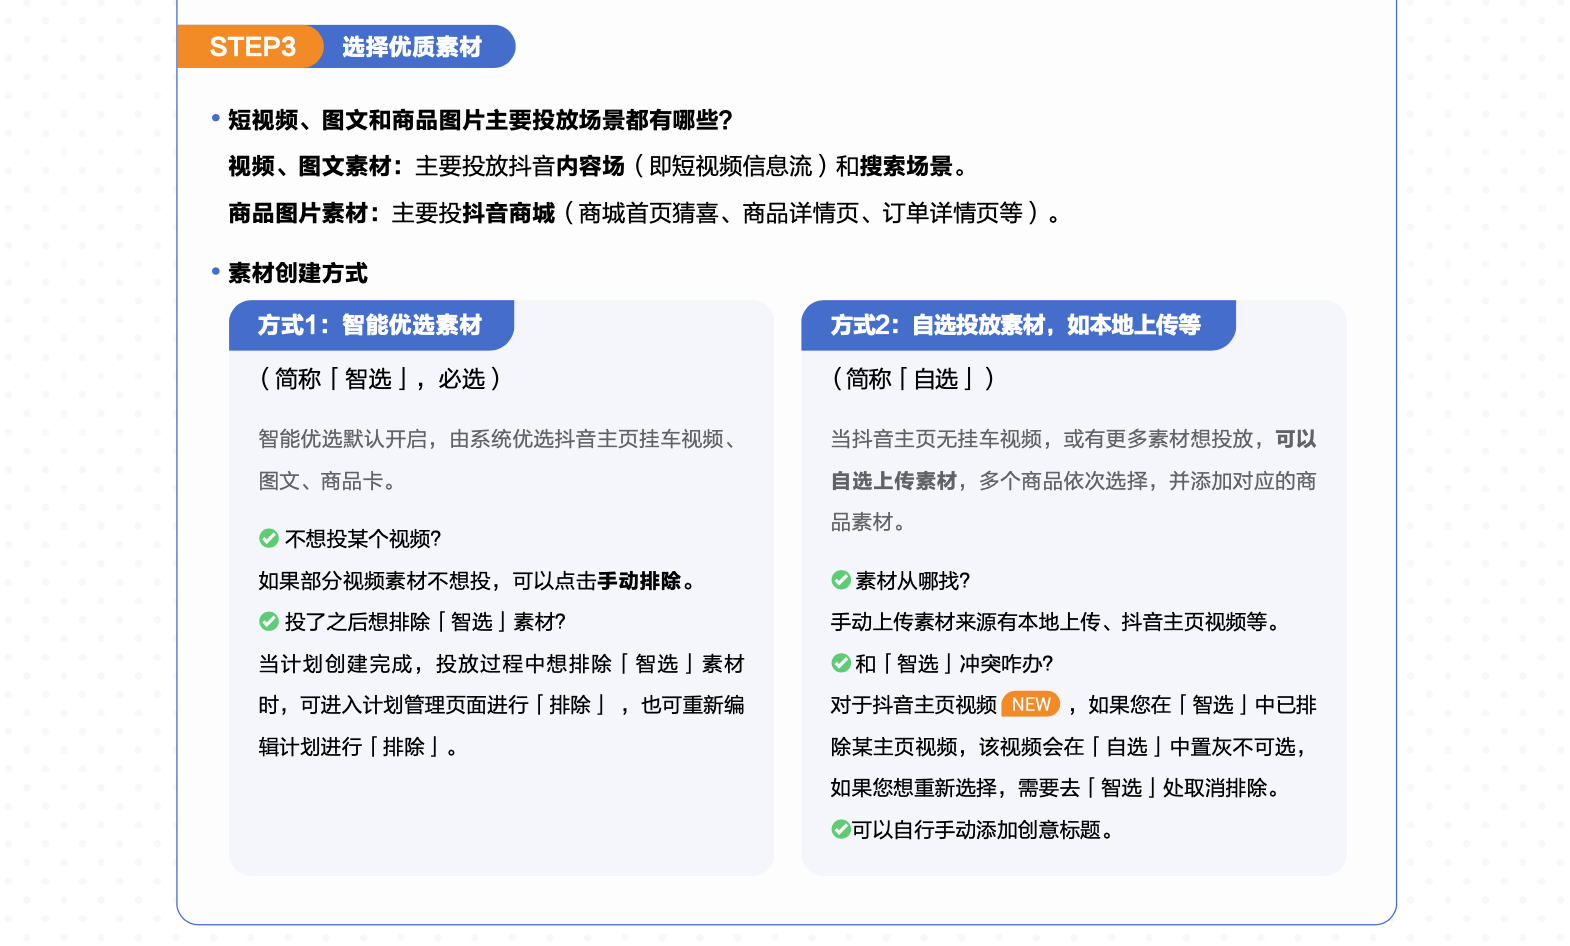 STEP3 选择优质素材
短视频、图文和商品图片主要投放场景都有哪些？
视频、图文素材：主要投放抖音内容场（即短视频信息流）和搜索场景。
商品图片素材：主要投抖音商城（商城首页猜喜、商品详情页、订单详情页等）。
素材创建方式
方式1：智能优选素材
（简称「智选」，必选）
智能优选默认开启，由系统优选抖音主页挂车视频、
图文、商品卡。
不想投某个视频?
如果部分视频素材不想投，可以点击手动排除。
投了之后想排除「智选」素材?
当计划创建完成，投放过程中想排除「智选」素材
时，可进入计划管理页面进行「排除」，也可重新编
辑计划进行「排除」。
方式2：自选投放素材，如本地上传等
（简称「自选」）
当抖音主页无挂车视频，或有更多素材想投放，可以
自选上传素材，多个商品依次选择，并添加对应的商
品素材。
素材从哪找?
手动上传素材来源有本地上传、抖音主页视频等。
和「智选」冲突咋办?
对于抖音主页视频 NEW ，如果您在「智选」中已排
除某主页视频，该视频会在「自选」中置灰不可选，
如果您想重新选择，需要去「智选」处取消排除。
可以自行手动添加创意标题。